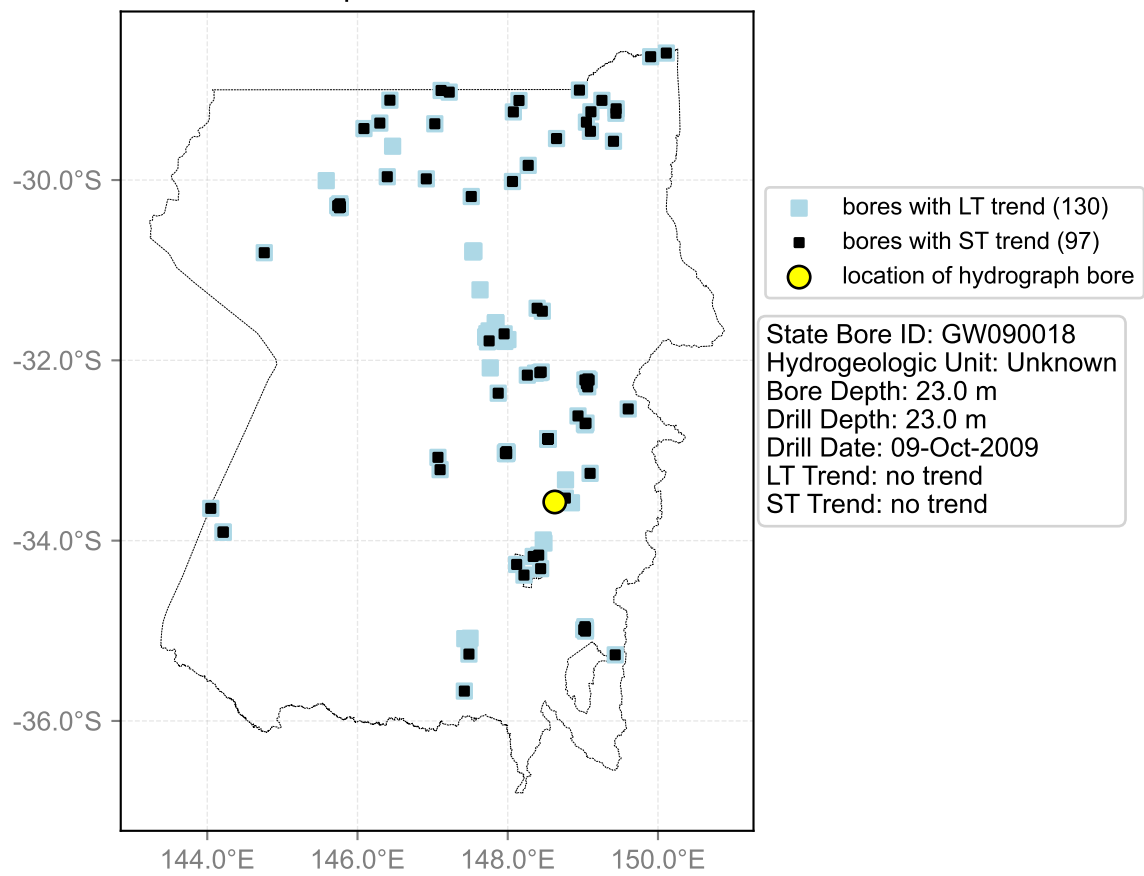 -30.0°S
-32.0°S
-34.0°S
-36.0°S
144.0°E
146.0°E
148.0°E
150.0°E
bores with LT trend (130)
bores with ST trend (97)
location of hydrograph bore
State Bore ID: GW090018
Hydrogeologic Unit: Unknown
Bore Depth: 23.0 m
Drill Depth: 23.0 m
Drill Date: 09-Oct-2009
LT Trend: no trend
ST Trend: no trend